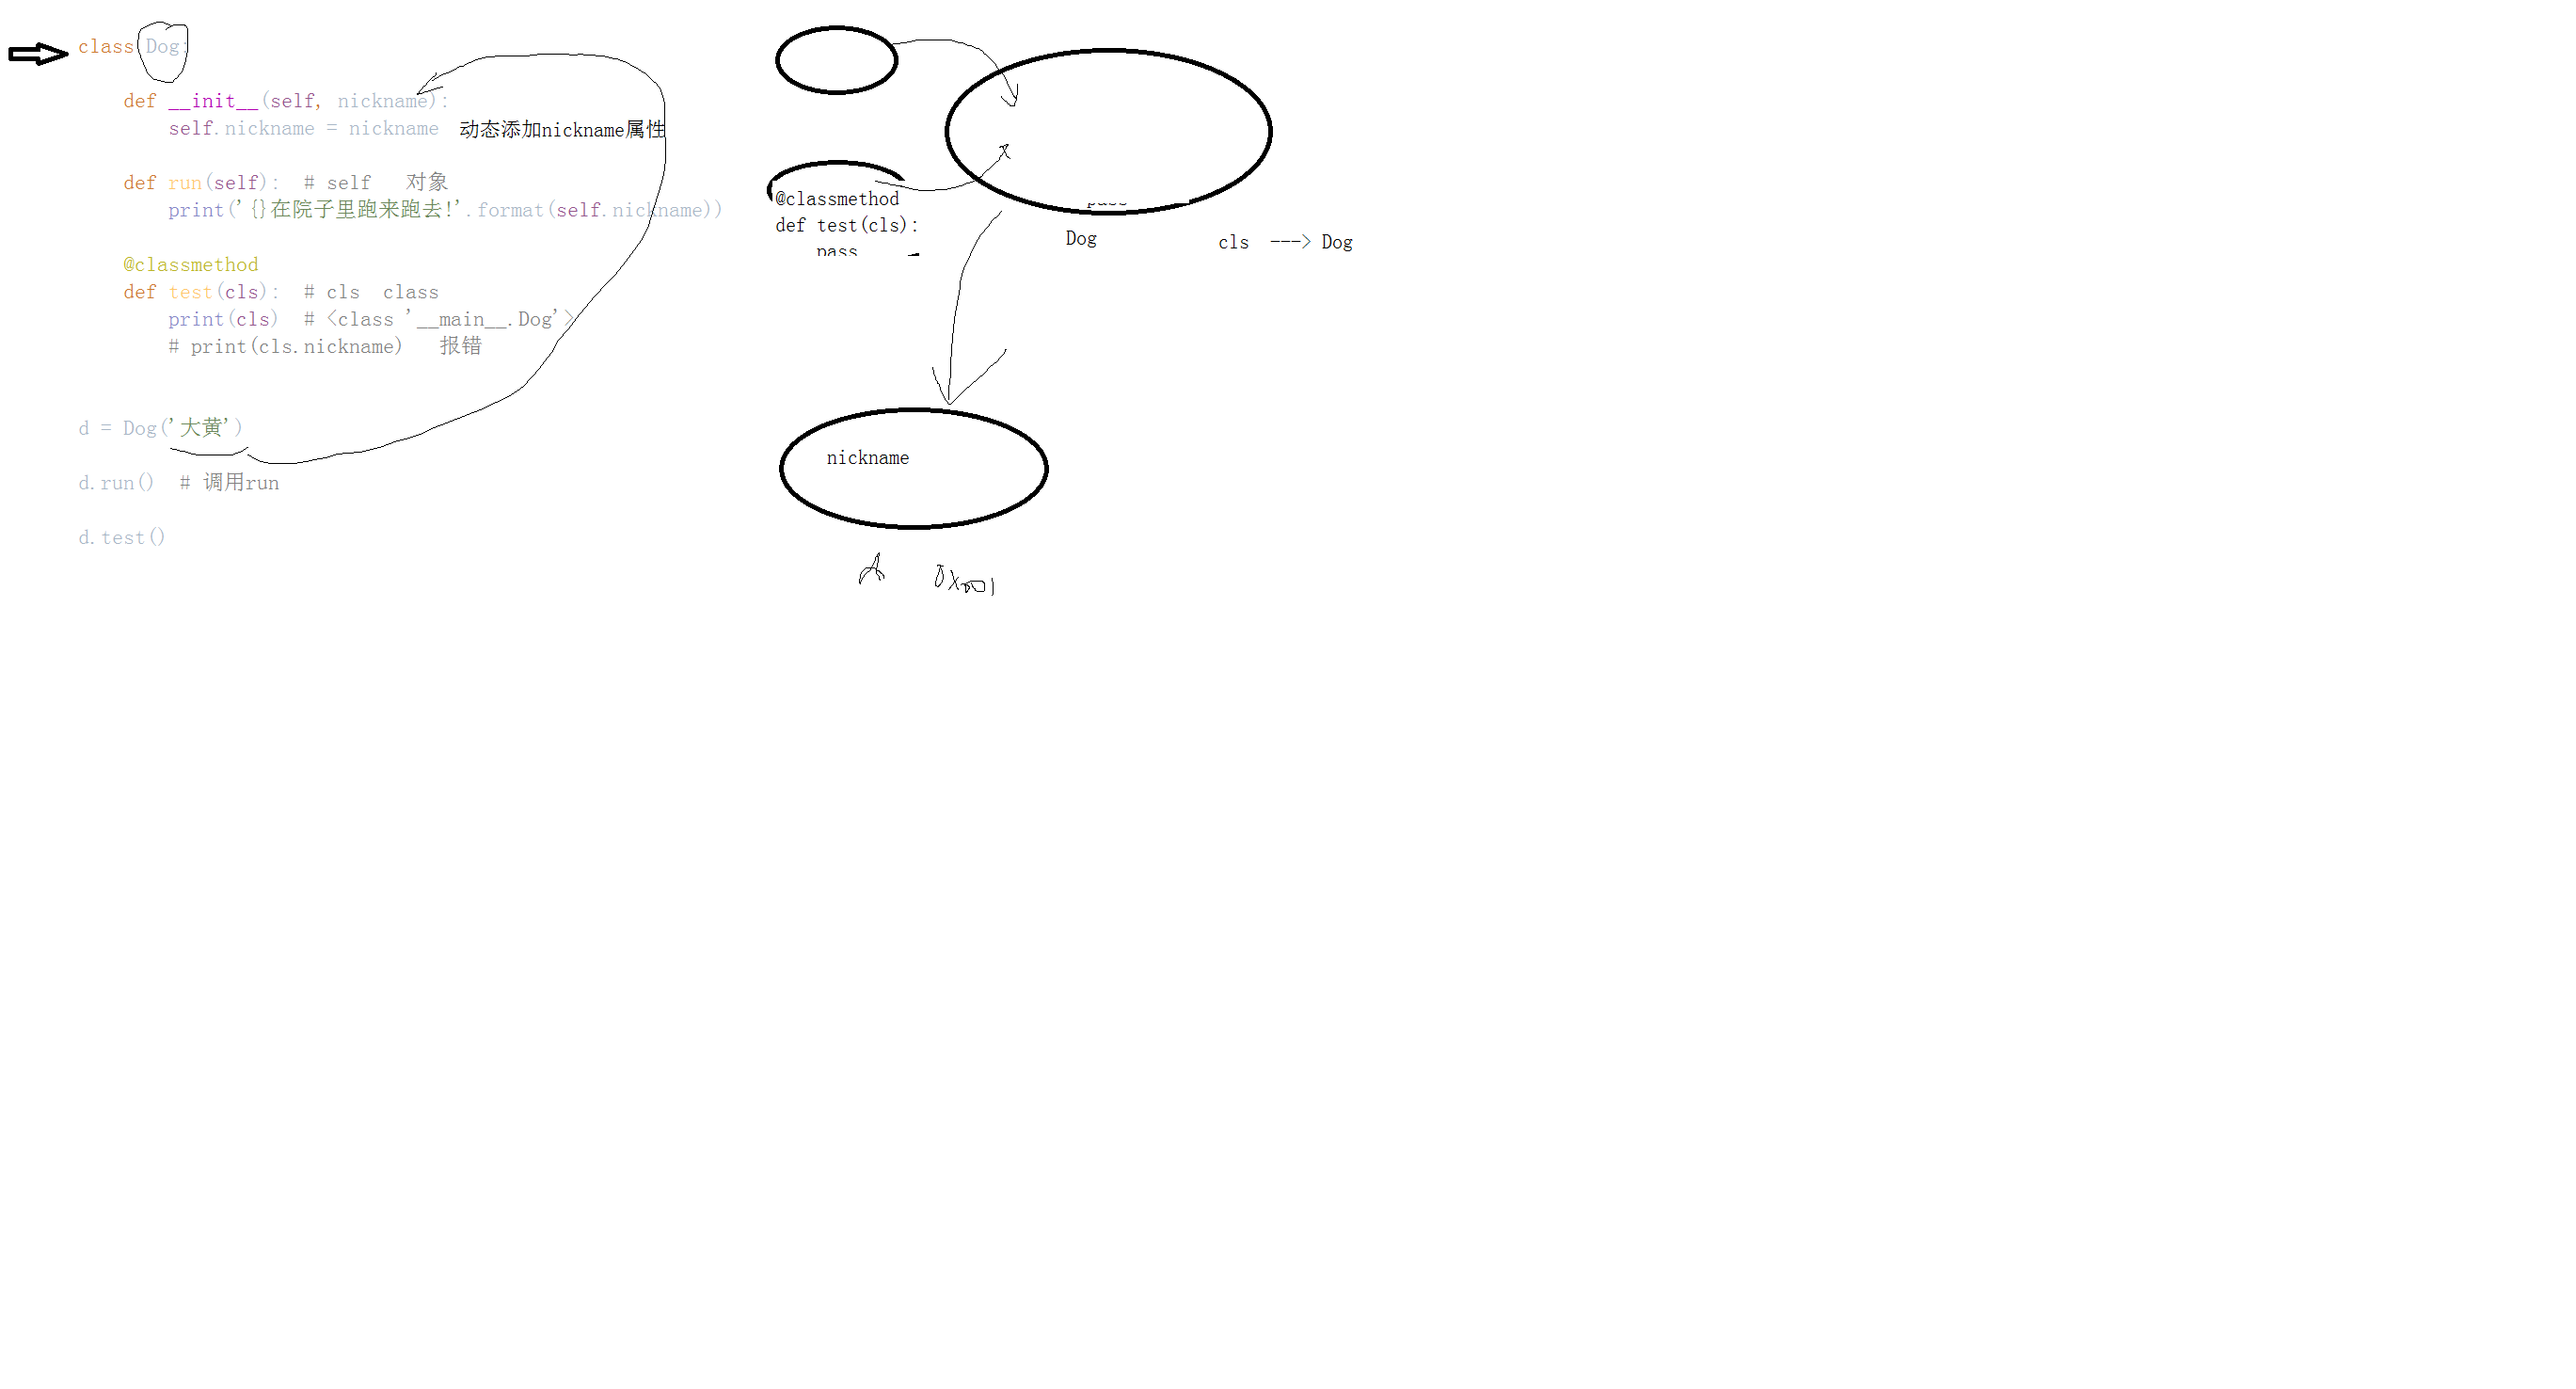 class Dog:
def __init__(self, nickname):
self.nickname = nickname 动态添加nickname属性
def run(self): # self 对象
print('{}在院子里跑来跑去!'.format(self.nickname))
@classmethod
def test(cls): # cls class
print(cls) # <class '__main__.Dog'>
# print(cls.nickname) 报错
d = Dog('大黄')
d.run() # 调用run
d.test()
@classmethod
def test(cls):
pass
pass
Dog
cls ---> Dog
nickname
0x001